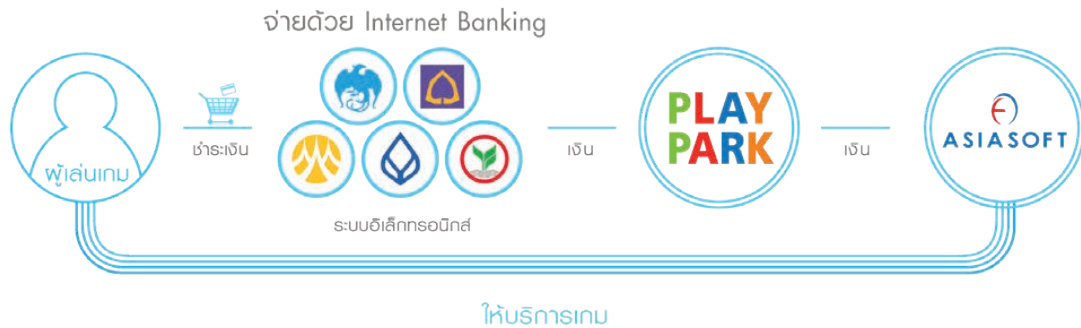 จ่ายด้วย Internet Banking
ผู้เล่นเกม
ชำระเงิน
ระบบอิเล็กทรอนิกส์
เงิน
PLAY
PARK
เงิน
ASIASOFT
ให้บริการเกม